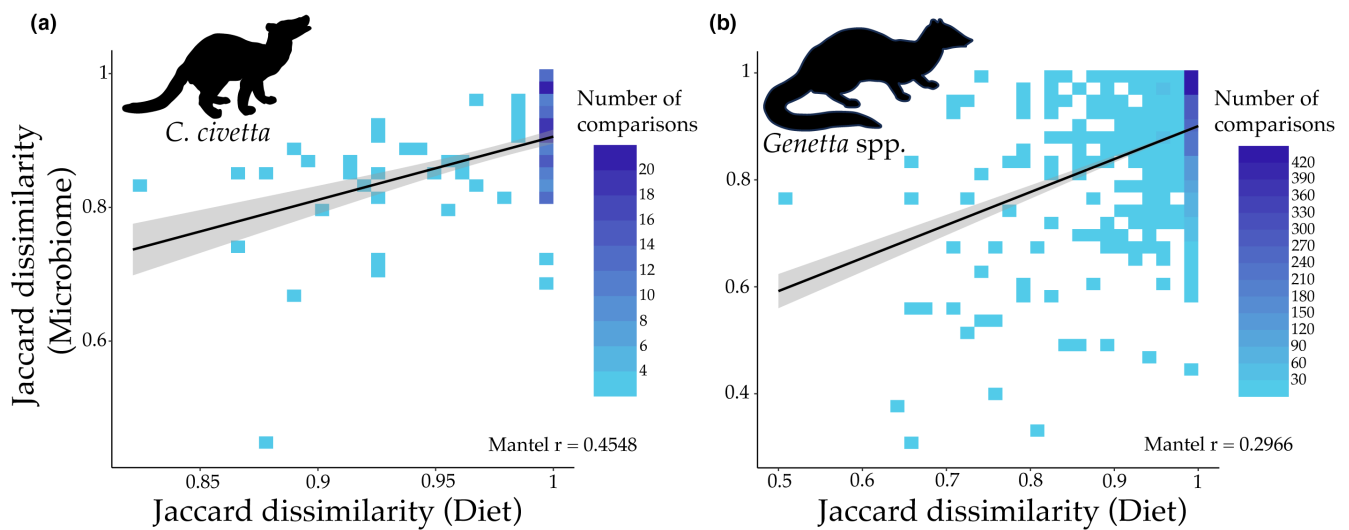 (a)
C. civetta
Jaccard dissimilarity
(Microbiome)
1
0.8
0.6
0.85
0.9
0.95
1
Jaccard dissimilarity (Diet)
Number of
comparisons
20
18
16
14
12
10
8
6
4
Mantel r = 0.4548
(b)
Genetta spp.
1
0.8
0.6
0.4
0.5
0.6
0.7
0.8
0.9
1
Jaccard dissimilarity (Diet)
Number of
comparisons
420
390
360
330
300
270
240
210
180
150
120
90
60
30
Mantel r = 0.2966